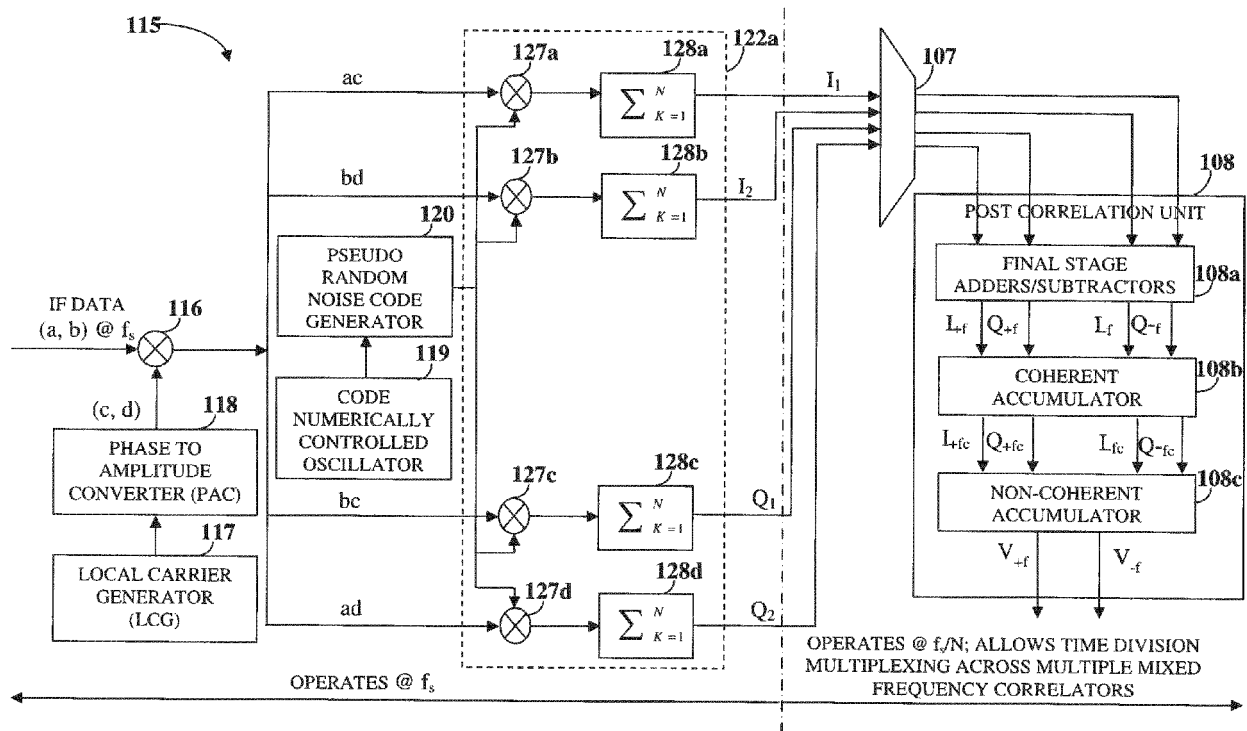 115
ac
127a
128a
122a
∑ N K = 1
I1
107
bd
127b
128b
∑ N K = 1
I2
108
POST CORRELATION UNIT
120
PSEUDO
RANDOM
NOISE CODE
GENERATOR
FINAL STAGE
ADDERS/SUBTRACTORS
108a
IF DATA
(a, b) @ fs
116
I+f Q+f I-f Q-f
119
CODE
NUMERICALLY
CONTROLLED
OSCILLATOR
COHERENT
ACCUMULATOR
108b
(c, d)
118
PHASE TO
AMPLITUDE
CONVERTER (PAC)
I+fc Q+fc I-fc Q-fc
127c
128c
bc
∑ N K = 1
Q1
NON-COHERENT
ACCUMULATOR
108c
117
LOCAL CARRIER
GENERATOR
(LCG)
V+f V-f
ad
127d
128d
∑ N K = 1
Q2
OPERATES @ fs/N; ALLOWS TIME DIVISION
MULTIPLEXING ACROSS MULTIPLE MIXED
FREQUENCY CORRELATORS
OPERATES @ fs